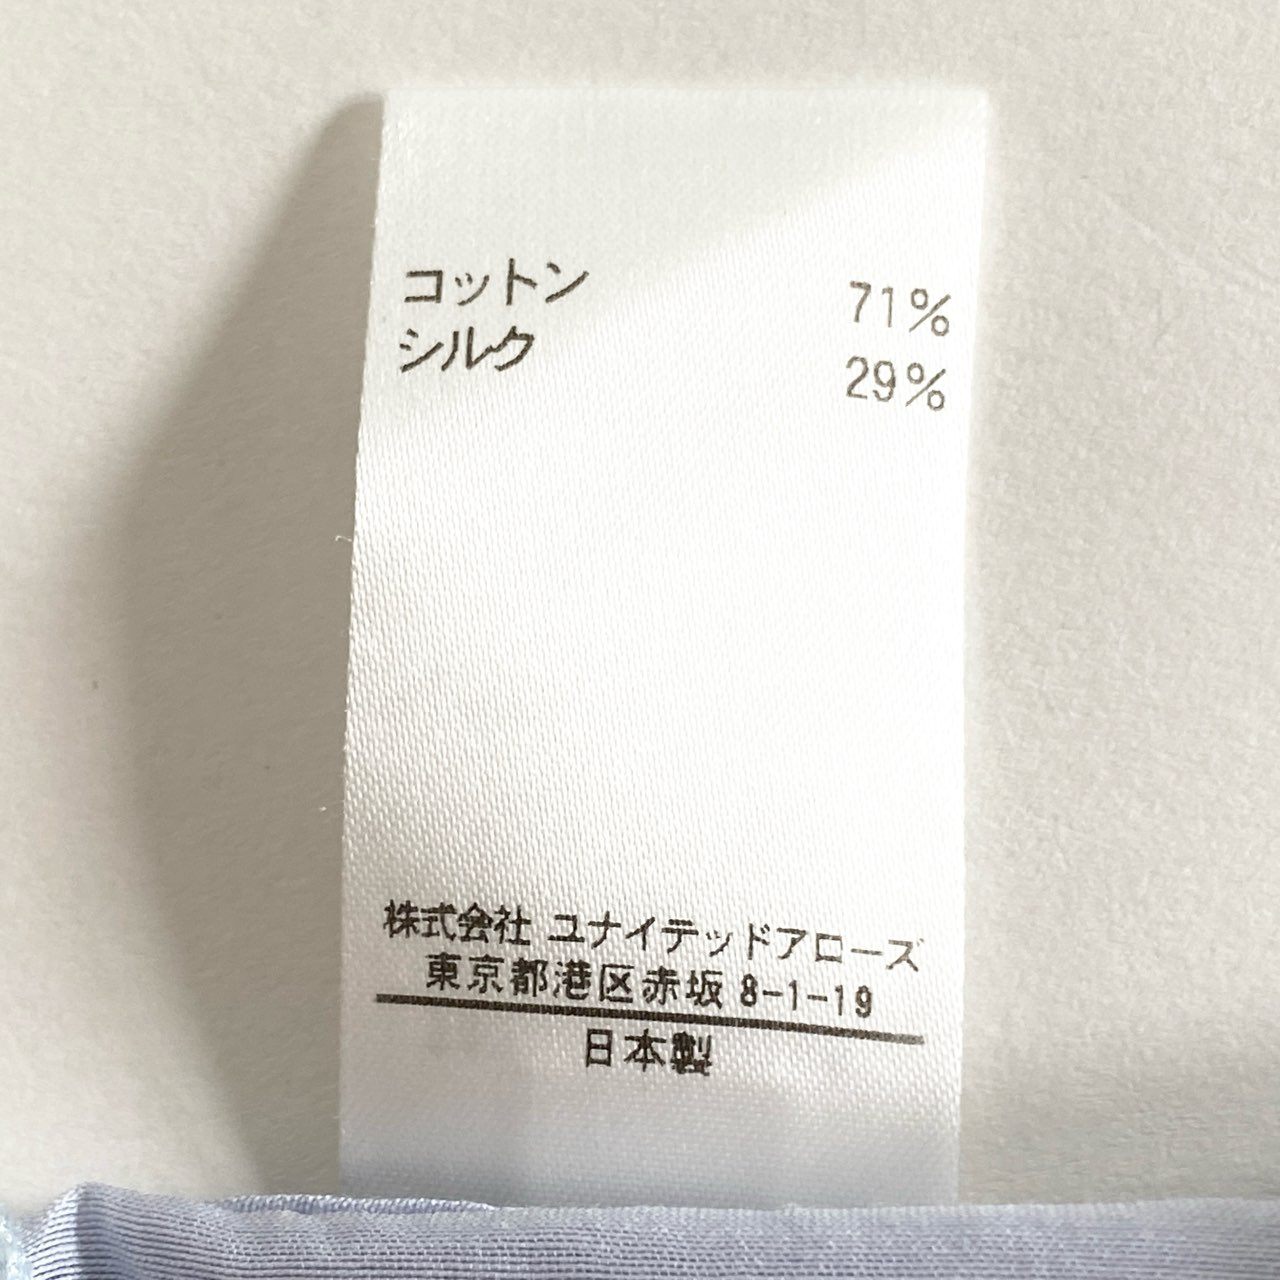 コットン 71%
シルク 29%
株式会社 ユナイテッドアローズ
東京都港区赤坂 8-1-19
日本製